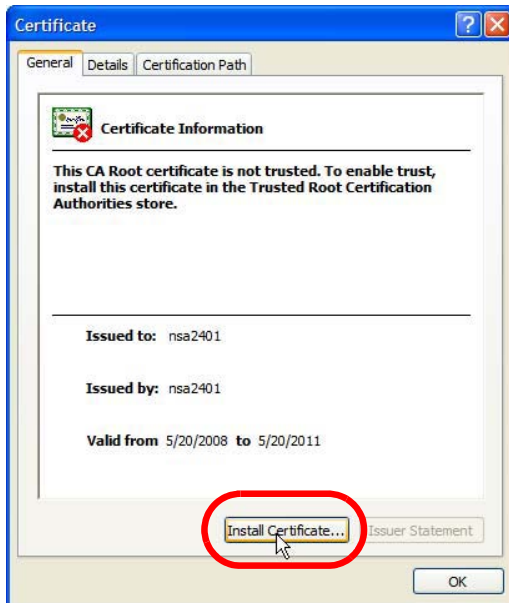 Certificate
General Details Certification Path
Certificate Information
This CA Root certificate is not trusted. To enable trust,
install this certificate in the Trusted Root Certification
Authorities store.
Issued to: nsa2401
Issued by: nsa2401
Valid from 5/20/2008 to 5/20/2011
Install Certificate... Issuer Statement
OK